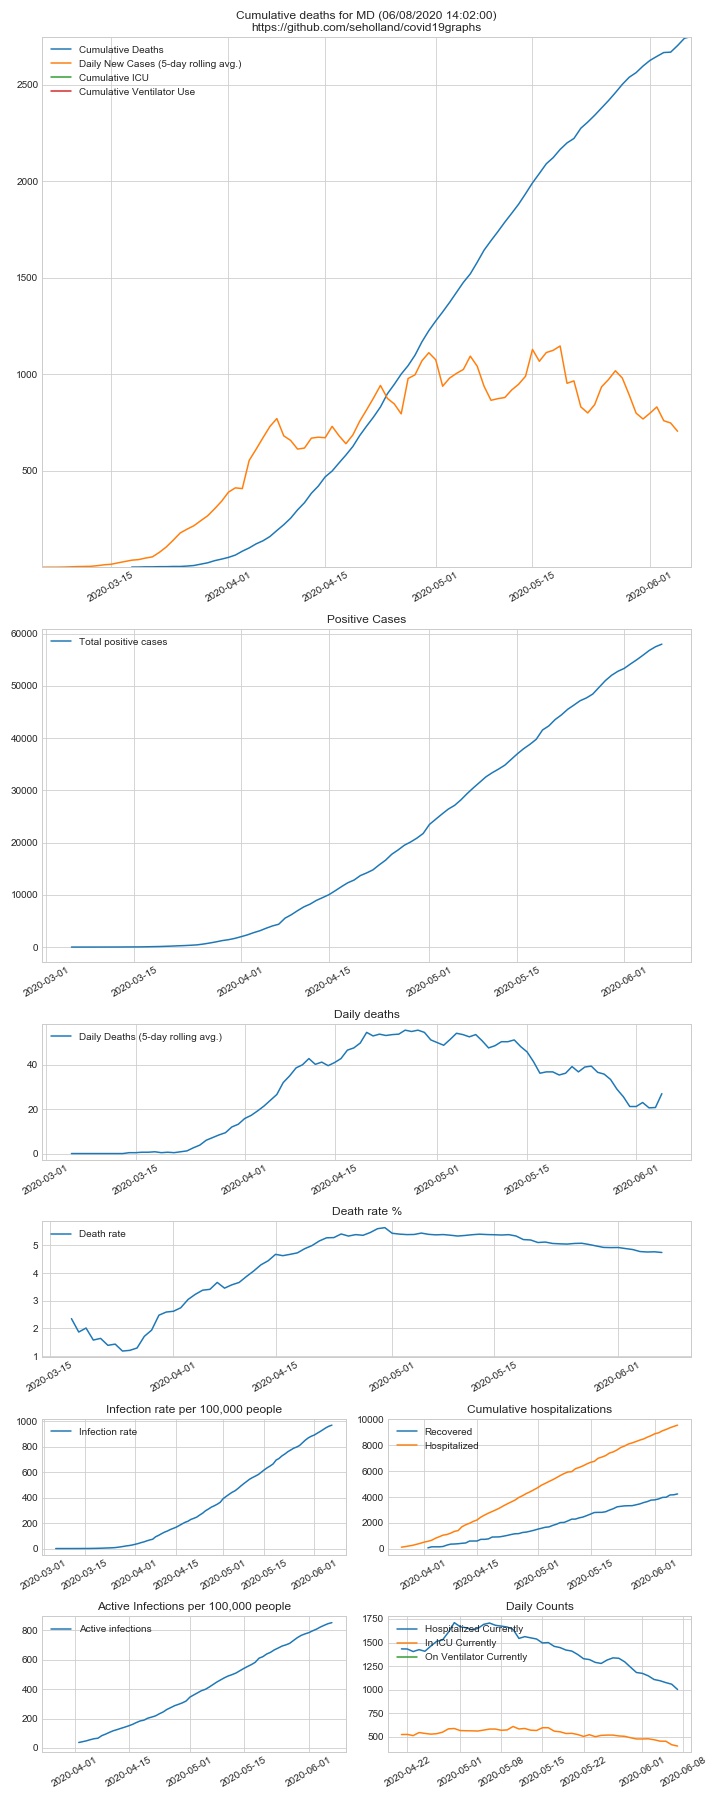 Cumulative deaths for MD (06/08/2020 14:02:00)
https://github.com/seholland/covid19graphs
Cumulative Deaths
Daily New Cases (5-day rolling avg.)
Cumulative ICU
Cumulative Ventilator Use
2500
2000
1500
1000
500
2020-03-15 2020-04-01 2020-04-15 2020-05-01 2020-05-15 2020-06-01
Positive Cases
Total positive cases
60000
50000
40000
30000
20000
10000
0
2020-03-01 2020-03-15 2020-04-01 2020-04-15 2020-05-01 2020-05-15 2020-06-01
Daily deaths
Daily Deaths (5-day rolling avg.)
40
20
0
2020-03-01 2020-03-15 2020-04-01 2020-04-15 2020-05-01 2020-05-15 2020-06-01
Death rate %
Death rate
5
4
3
2
1
2020-03-15 2020-04-01 2020-04-15 2020-05-01 2020-05-15 2020-06-01
Infection rate per 100,000 people
Infection rate
1000
800
600
400
200
0
2020-03-01 2020-03-15 2020-04-01 2020-04-15 2020-05-01 2020-05-15 2020-06-01
Cumulative hospitalizations
Recovered
Hospitalized
10000
8000
6000
4000
2000
0
2020-04-01 2020-04-15 2020-05-01 2020-05-15 2020-06-01
Active Infections per 100,000 people
Active infections
800
600
400
200
0
2020-04-01 2020-04-15 2020-05-01 2020-05-15 2020-06-01
Daily Counts
Hospitalized Currently
In ICU Currently
On Ventilator Currently
1750
1500
1250
1000
750
500
2020-04-22 2020-05-01 2020-05-08 2020-05-15 2020-05-22 2020-06-01 2020-06-08